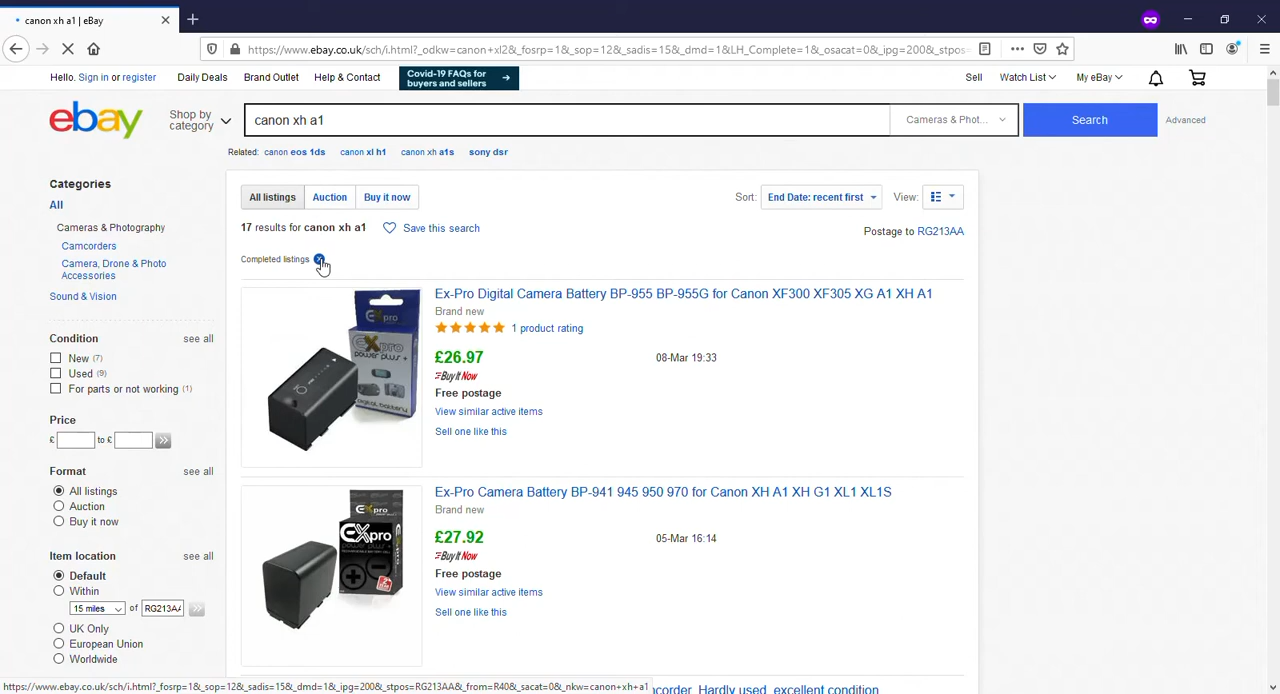 canon xh a1 | eBay
https://www.ebay.co.uk/sch/i.html?_odkw=canon+xl2&_fosrp=1&_sop=12&_sadis=15&_dmd=1&LH_Complete=1&_osacat=0&_ipg=200&_stpos=
Hello. Sign in or register
Daily Deals
Brand Outlet
Help & Contact
Covid-19 FAQs for buyers and sellers
Sell
Watch List
My eBay
ebay
Shop by category
canon xh a1
Cameras & Phot...
Search
Advanced
Related: canon eos 1ds canon xl h1 canon xh a1s sony dsr
Categories
All
Cameras & Photography
Camcorders
Camera, Drone & Photo
Accessories
Sound & Vision
Condition see all
New (7)
Used (9)
For parts or not working (1)
Price
£ to £
Format see all
All listings
Auction
Buy it now
Item location see all
Default
Within
15 miles of RG213AA
UK Only
European Union
Worldwide
All listings Auction Buy it now
Sort: End Date: recent first View:
17 results for canon xh a1 Save this search
Postage to RG213AA
Completed listings
Ex-Pro Digital Camera Battery BP-955 BP-955G for Canon XF300 XF305 XG A1 XH A1
Brand new
1 product rating
£26.97 08-Mar 19:33
Buy It Now
Free postage
View similar active items
Sell one like this
Ex-Pro Camera Battery BP-941 945 950 970 for Canon XH A1 XH G1 XL1 XL1S
Brand new
£27.92 05-Mar 16:14
Buy It Now
Free postage
View similar active items
Sell one like this
corder Hardly used, excellent condition
https://www.ebay.co.uk/sch/i.html?_fosrp=1&_sop=12&_sadis=15&_dmd=1&_ipg=200&_stpos=RG213AA&_from=R40&_sacat=0&_nkw=canon+xh+a1